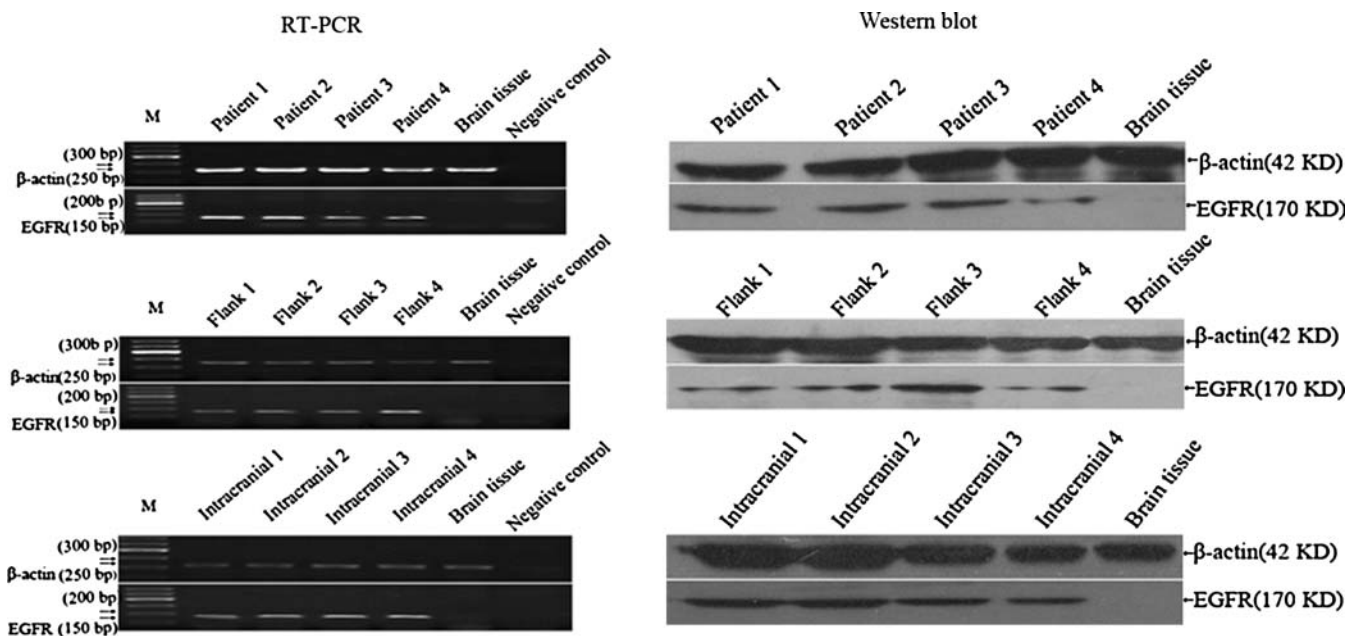 RT-PCR
M
Patient 1
Patient 2
Patient 3
Patient 4
Brain tissue
Negative control
(300 bp)
β-actin(250 bp)
(200b p)
EGFR(150 bp)
M
Flank 1
Flank 2
Flank 3
Flank 4
Brain tissue
Negative control
(300b p)
β-actin(250 bp)
(200 bp)
EGFR(150 bp)
M
Intracranial 1
Intracranial 2
Intracranial 3
Intracranial 4
Brain tissue
Negative control
(300 bp)
β-actin (250 bp)
(200 bp)
EGFR (150 bp)
Western blot
Patient 1
Patient 2
Patient 3
Patient 4
Brain tissue
β-actin(42 KD)
EGFR(170 KD)
Flank 1
Flank 2
Flank 3
Flank 4
Brain tissue
β-actin(42 KD)
EGFR(170 KD)
Intracranial 1
Intracranial 2
Intracranial 3
Intracranial 4
Brain tissue
β-actin(42 KD)
EGFR(170 KD)